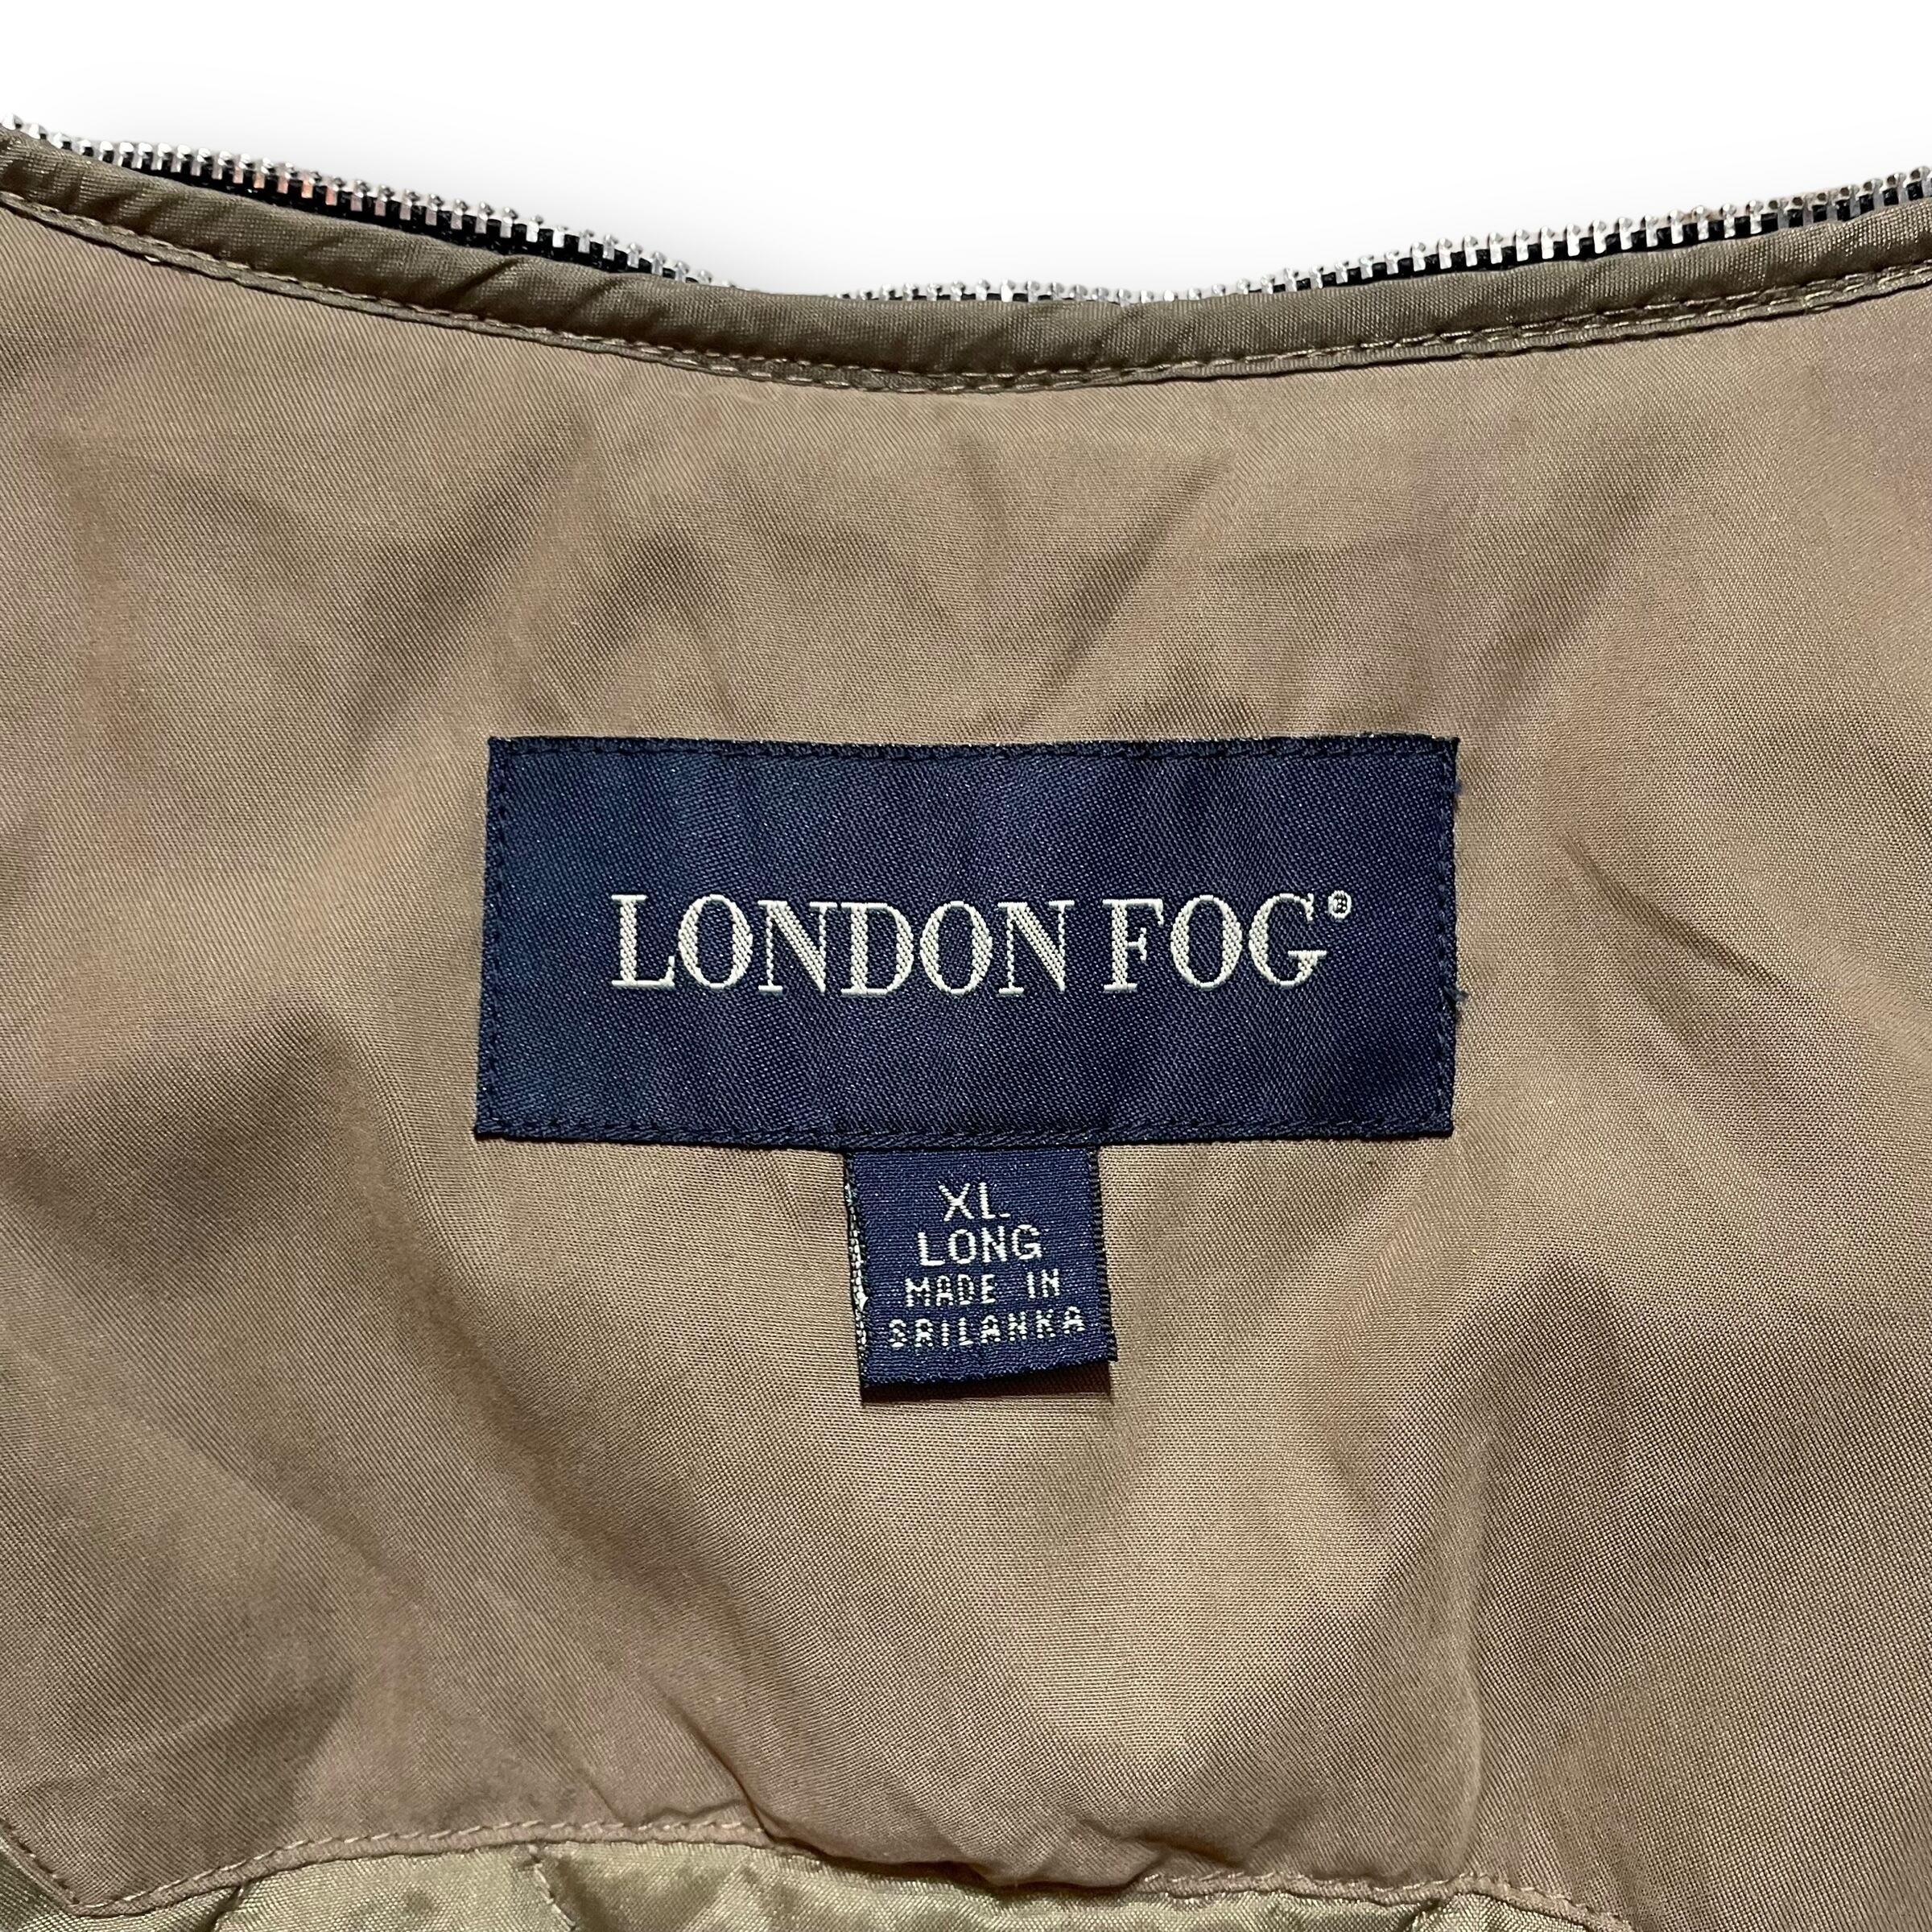 LONDON FOG®
XL
LONG
MADE IN
SRILANKA